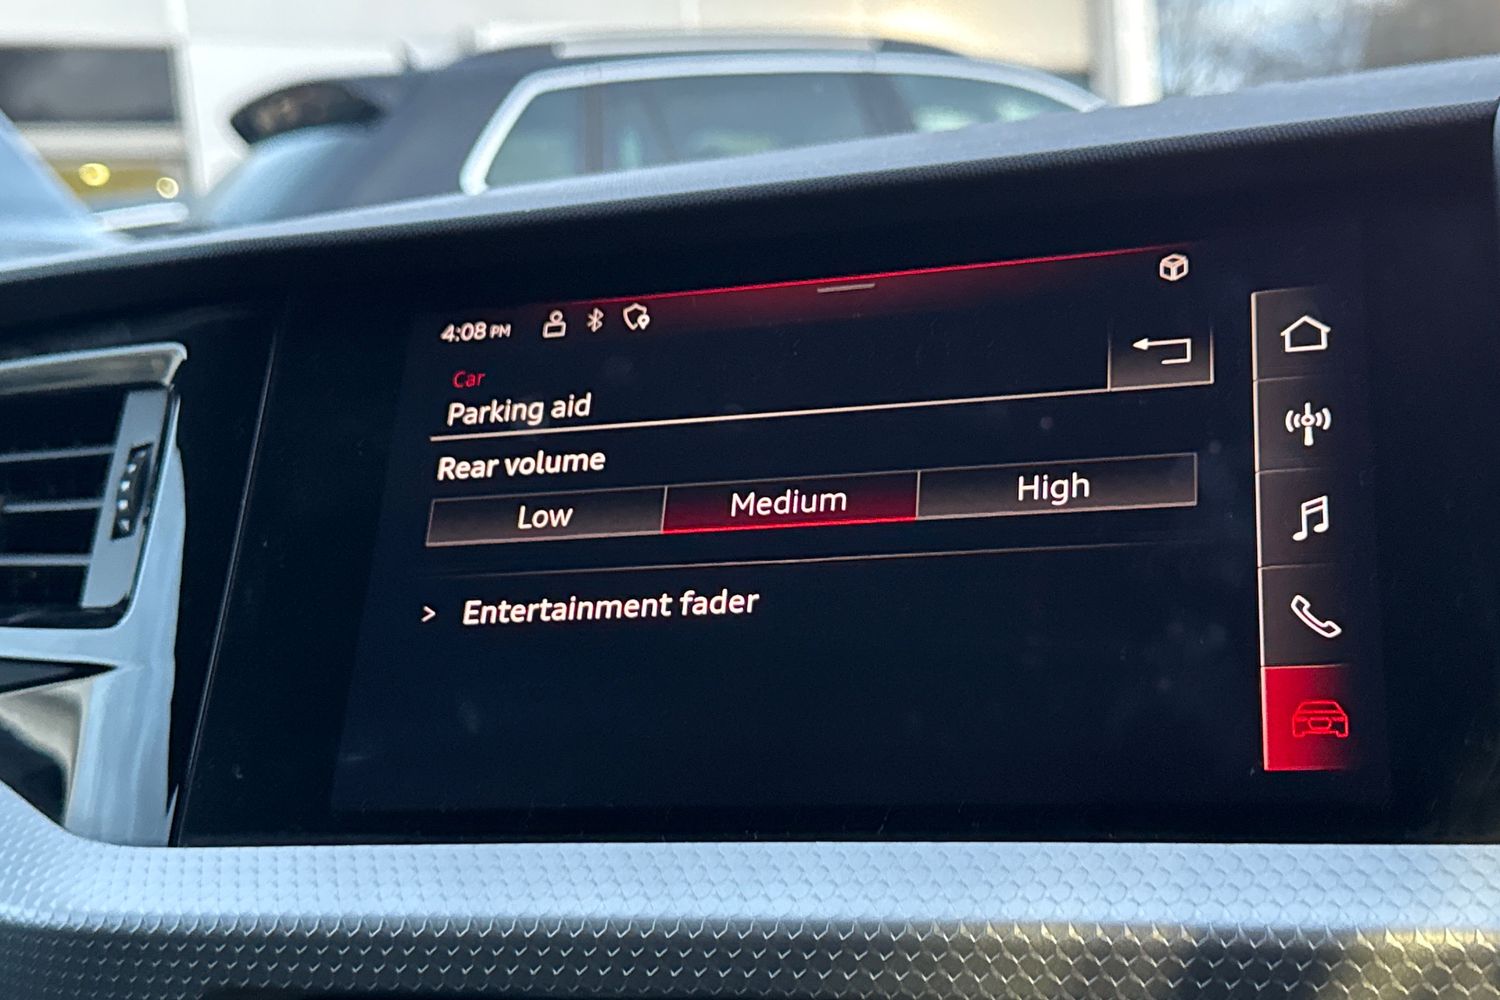 4:08 PM
Car
Parking aid
Rear volume
Low Medium High
> Entertainment fader